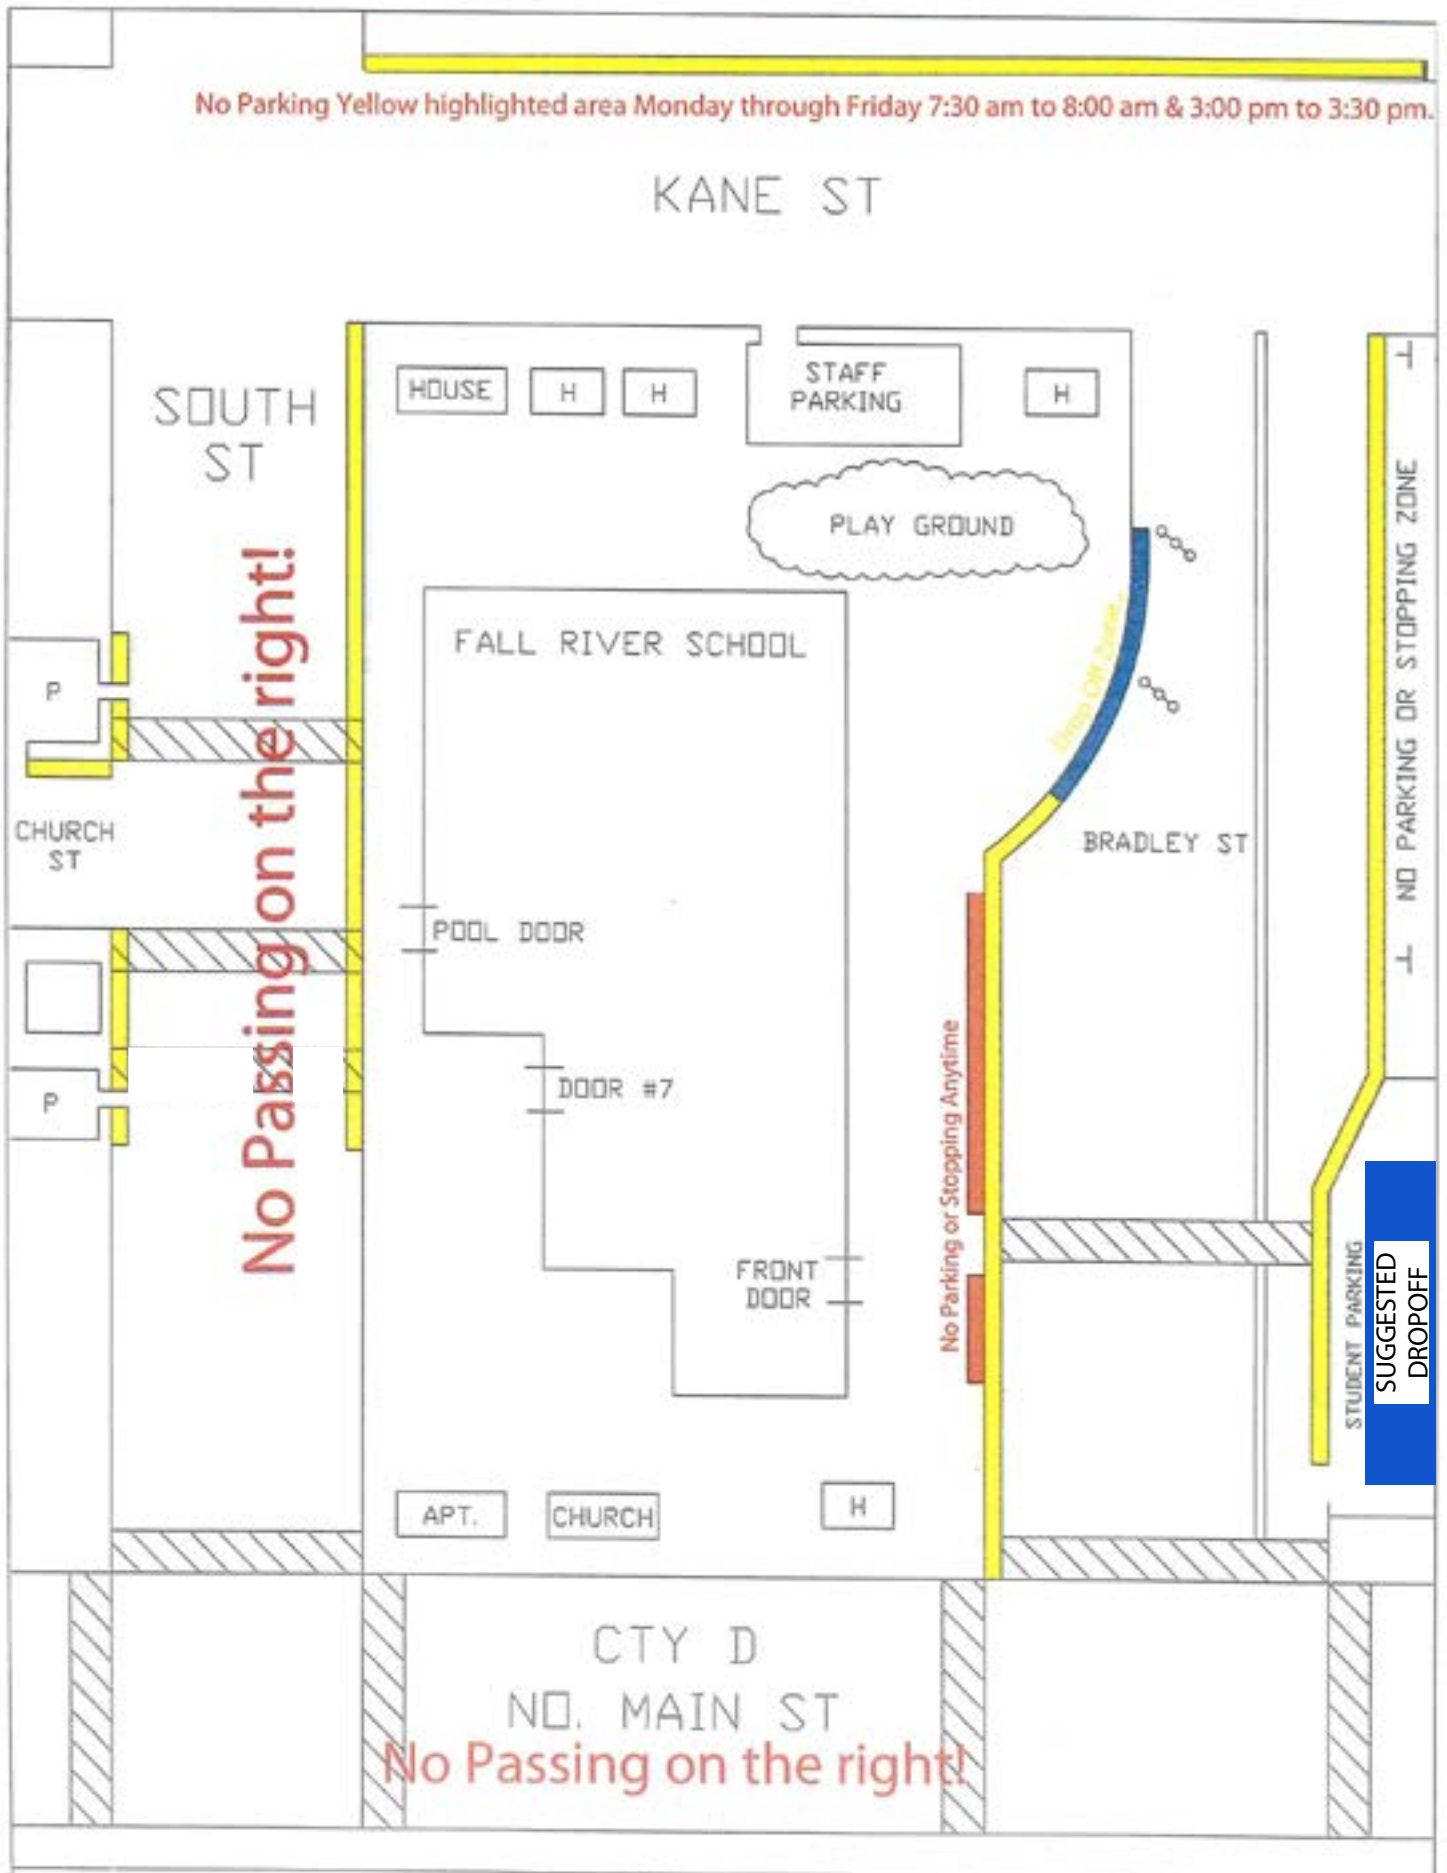 No Parking Yellow highlighted area Monday through Friday 7:30 am to 8:00 am & 3:00 pm to 3:30 pm.
KANE ST
SOUTH
ST
HOUSE
H
H
STAFF
PARKING
H
PLAY GROUND
FALL RIVER SCHOOL
Drop Off Zone
NO PARKING OR STOPPING ZONE
No Passing on the right!
P
CHURCH
ST
BRADLEY ST
POOL DOOR
DOOR #7
P
No Parking or Stopping Anytime
FRONT
DOOR
STUDENT PARKING
SUGGESTED
DROPOFF
APT.
CHURCH
H
CTY D
NO. MAIN ST
No Passing on the right!